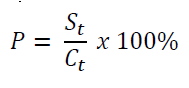 P = S_t / C_t x 100%